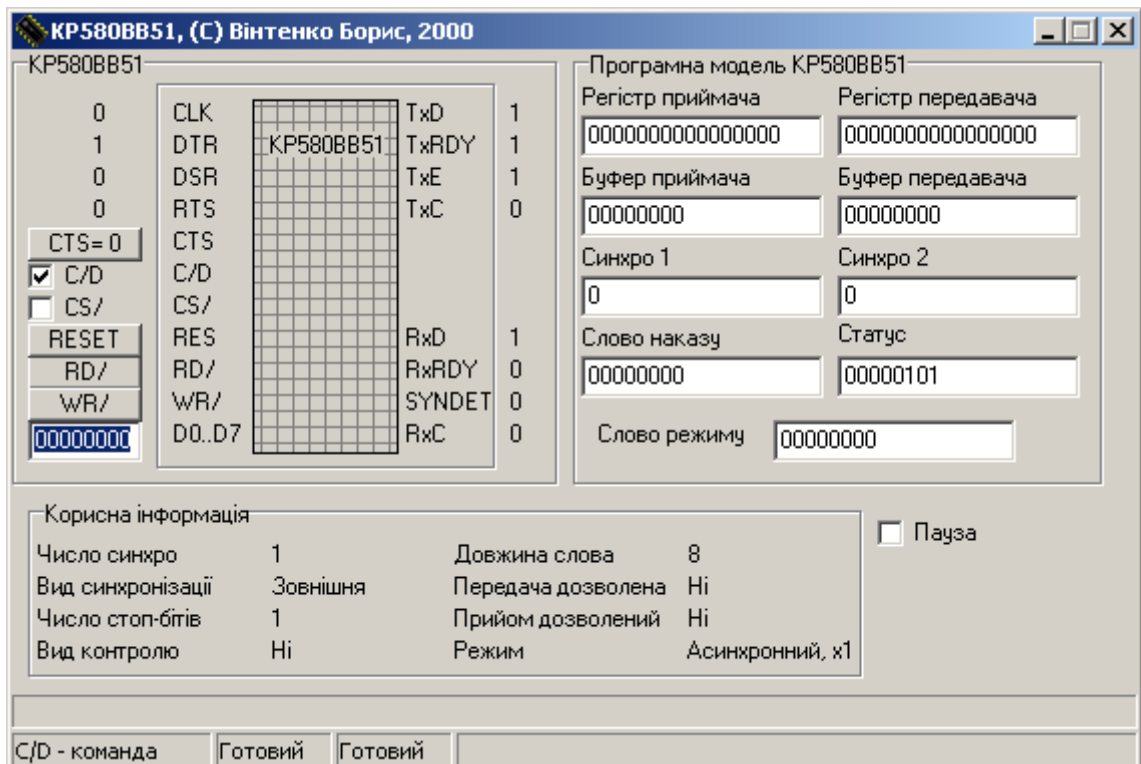 КР580ВВ51, (С) Вінтенко Борис, 2000
КР580ВВ51
0 CLK TxD 1
1 DTR КР580ВВ51 TxRDY 1
0 DSR TxE 1
0 RTS TxC 0
CTS= 0 CTS
C/D C/D
CS/ CS/
RESET RES RxD 1
RD/ RD/ RxRDY 0
WR/ WR/ SYNDET 0
00000000 D0..D7 RxC 0
Програмна модель КР580ВВ51
Регістр приймача Регістр передавача
0000000000000000 0000000000000000
Буфер приймача Буфер передавача
00000000 00000000
Синхро 1 Синхро 2
0 0
Слово наказу Статус
00000000 00000101
Слово режиму 00000000
Корисна інформація
Число синхро 1 Довжина слова 8
Вид синхронізації Зовнішня Передача дозволена Ні
Число стоп-бітів 1 Прийом дозволений Ні
Вид контролю Ні Режим Асинхронний, x1
Пауза
C/D - команда Готовий Готовий